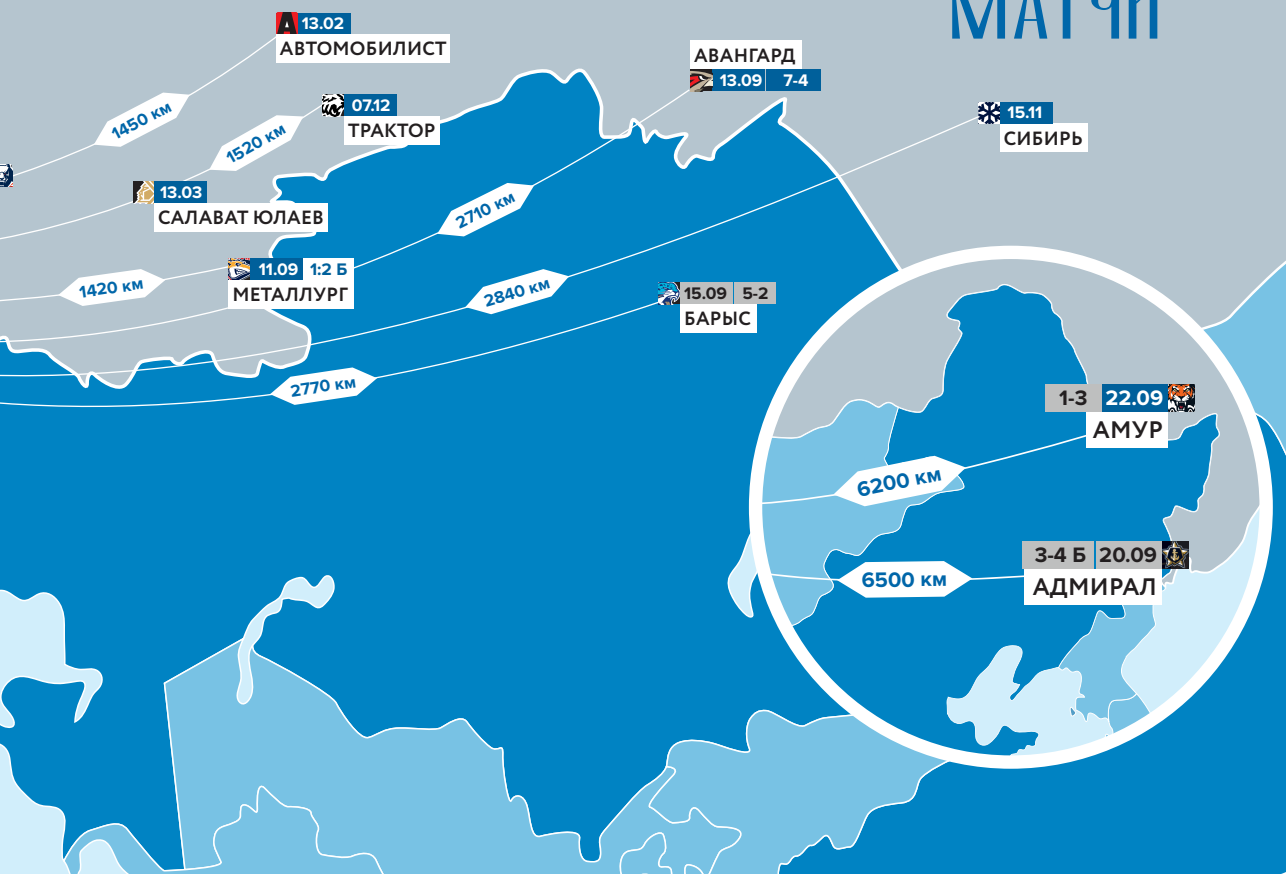 МАТЧИ
13.02
АВТОМОБИЛИСТ
1450 км
07.12
ТРАКТОР
1520 км
АВАНГАРД
13.09 7-4
2710 км
15.11
СИБИРЬ
2840 км
13.03
САЛАВАТ ЮЛАЕВ
11.09 1:2 Б
МЕТАЛЛУРГ
1420 км
15.09 5-2
БАРЫС
2770 км
1-3 22.09
АМУР
6200 км
3-4 Б 20.09
АДМИРАЛ
6500 км